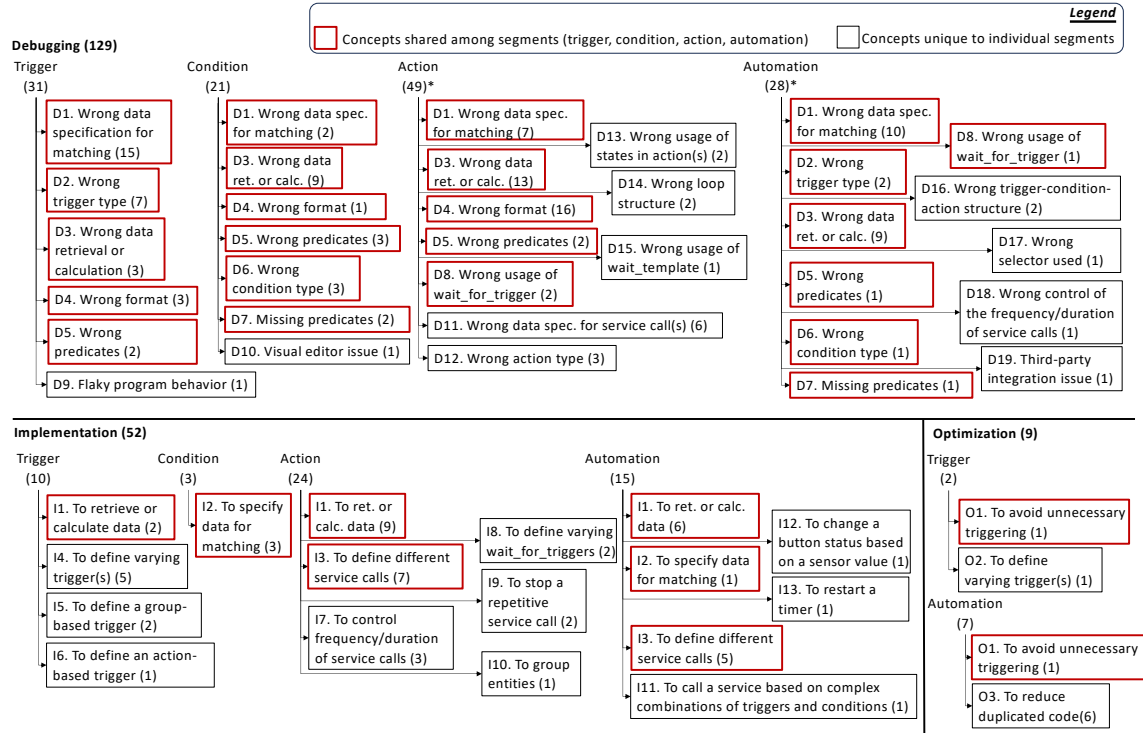 Legend
Concepts shared among segments (trigger, condition, action, automation)
Concepts unique to individual segments
Debugging (129)
Trigger
(31)
D1. Wrong data
specification for
matching (15)
D2. Wrong
trigger type (7)
D3. Wrong data
retrieval or
calculation (3)
D4. Wrong format (3)
D5. Wrong
predicates (2)
D9. Flaky program behavior (1)
Condition
(21)
D1. Wrong data spec.
for matching (2)
D3. Wrong data
ret. or calc. (9)
D4. Wrong format (1)
D5. Wrong predicates (3)
D6. Wrong
condition type (3)
D7. Missing predicates (2)
D10. Visual editor issue (1)
Action
(49)*
D1. Wrong data spec.
for matching (7)
D13. Wrong usage of
states in action(s) (2)
D3. Wrong data
ret. or calc. (13)
D14. Wrong loop
structure (2)
D4. Wrong format (16)
D5. Wrong predicates (2)
D15. Wrong usage of
wait_template (1)
D8. Wrong usage of
wait_for_trigger (2)
D11. Wrong data spec. for service call(s) (6)
D12. Wrong action type (3)
Automation
(28)*
D1. Wrong data spec.
for matching (10)
D8. Wrong usage of
wait_for_trigger (1)
D2. Wrong
trigger type (2)
D16. Wrong trigger-condition-
action structure (2)
D3. Wrong data
ret. or calc. (9)
D17. Wrong
selector used (1)
D5. Wrong
predicates (1)
D18. Wrong control of
the frequency/duration
of service calls (1)
D6. Wrong
condition type (1)
D19. Third-party
integration issue (1)
D7. Missing predicates (1)
Implementation (52)
Trigger
(10)
I1. To retrieve or
calculate data (2)
I4. To define varying
trigger(s) (5)
I5. To define a group-
based trigger (2)
I6. To define an action-
based trigger (1)
Condition
(3)
I2. To specify
data for
matching (3)
Action
(24)
I1. To ret. or
calc. data (9)
I8. To define varying
wait_for_triggers (2)
I3. To define different
service calls (7)
I9. To stop a
repetitive
service call (2)
I7. To control
frequency/duration
of service calls (3)
I10. To group
entities (1)
Automation
(15)
I1. To ret. or calc.
data (6)
I12. To change a
button status based
on a sensor value (1)
I2. To specify
data for matching (1)
I13. To restart a
timer (1)
I3. To define different
service calls (5)
I11. To call a service based on complex
combinations of triggers and conditions (1)
Optimization (9)
Trigger
(2)
O1. To avoid unnecessary
triggering (1)
O2. To define
varying trigger(s) (1)
Automation
(7)
O1. To avoid unnecessary
triggering (1)
O3. To reduce
duplicated code(6)